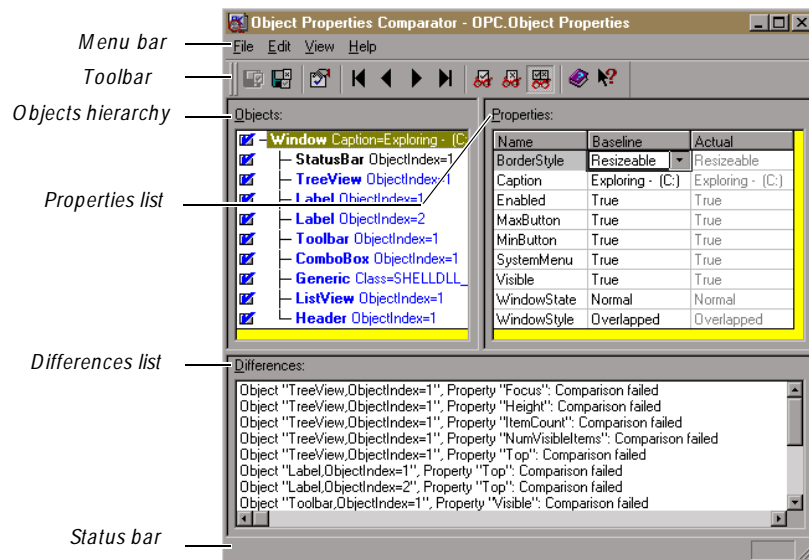 Object Properties Comparator - OPC.Object Properties
Menu bar
File Edit View Help
Toolbar
Objects hierarchy
Objects:
Window Caption=Exploring - (C:
StatusBar ObjectIndex=1
TreeView ObjectIndex=1
Label ObjectIndex=1
Label ObjectIndex=2
Toolbar ObjectIndex=1
ComboBox ObjectIndex=1
Generic Class=SHELLDLL_
ListView ObjectIndex=1
Header ObjectIndex=1
Properties list
Properties:
Name Baseline Actual
BorderStyle Resizeable Resizeable
Caption Exploring - (C:) Exploring - (C:)
Enabled True True
MaxButton True True
MinButton True True
SystemMenu True True
Visible True True
WindowState Normal Normal
WindowStyle Overlapped Overlapped
Differences list
Differences:
Object "TreeView,ObjectIndex=1", Property "Focus": Comparison failed
Object "TreeView,ObjectIndex=1", Property "Height": Comparison failed
Object "TreeView,ObjectIndex=1", Property "ItemCount": Comparison failed
Object "TreeView,ObjectIndex=1", Property "NumVisibleItems": Comparison failed
Object "TreeView,ObjectIndex=1", Property "Top": Comparison failed
Object "Label,ObjectIndex=1", Property "Top": Comparison failed
Object "Label,ObjectIndex=2", Property "Top": Comparison failed
Object "Toolbar,ObjectIndex=1", Property "Visible": Comparison failed
Status bar